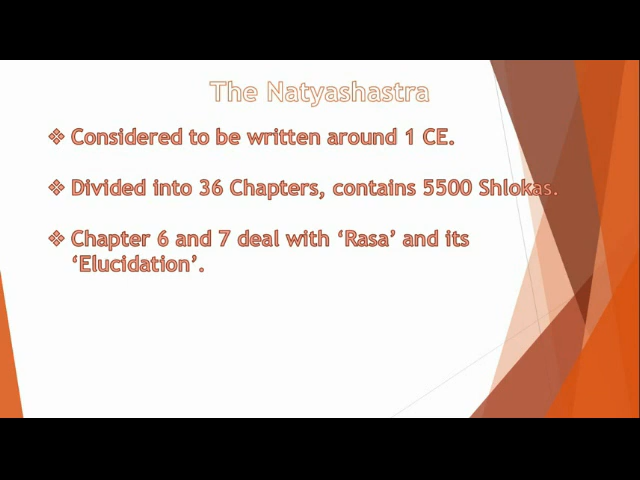 The Natyashastra
❖ Considered to be written around 1 CE.
❖ Divided into 36 Chapters, contains 5500 Shlokas.
❖ Chapter 6 and 7 deal with ‘Rasa’ and its
‘Elucidation’.